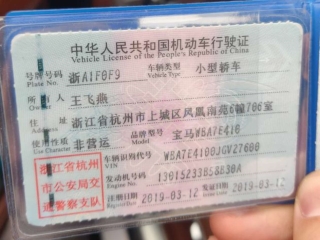 中华人民共和国机动车行驶证
Vehicle License of the People's Republic of China
号牌号码 浙A1F0F9 车辆类型 小型轿车
Plate No. Vehicle Type
所有人 王飞燕
Owner
住址 浙江省杭州市上城区凤凰南苑6幢706室
Address
使用性质 非营运 品牌型号 宝马WBA7E410
Use Character Model
车辆识别代号 WBA7E4100JGV27600
VIN
浙江省杭州市公安局交通警察支队
发动机号码
Engine No.
注册日期 2019-03-12 发证日期 2019-03-12
Register Date Issue Date